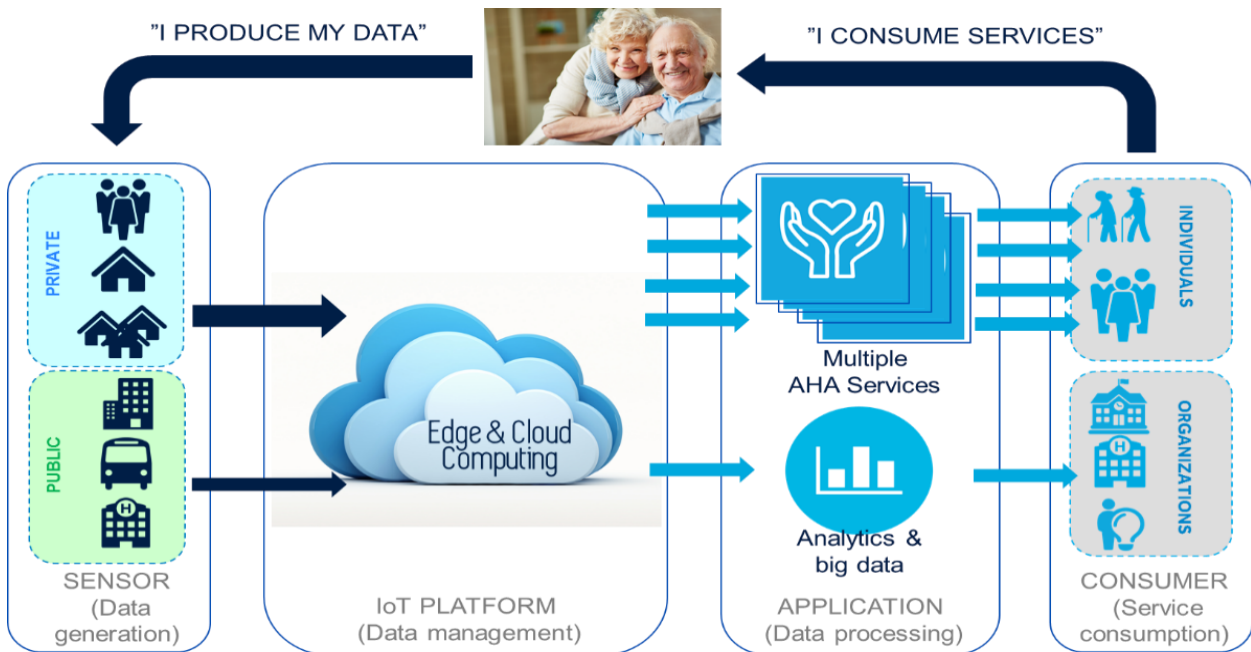 "I PRODUCE MY DATA"
"I CONSUME SERVICES"
PRIVATE
PUBLIC
SENSOR
(Data
generation)
Edge & Cloud
Computing
IoT PLATFORM
(Data management)
Multiple
AHA Services
Analytics &
big data
APPLICATION
(Data processing)
INDIVIDUALS
H
ORGANIZATIONS
H
CONSUMER
(Service
consumption)